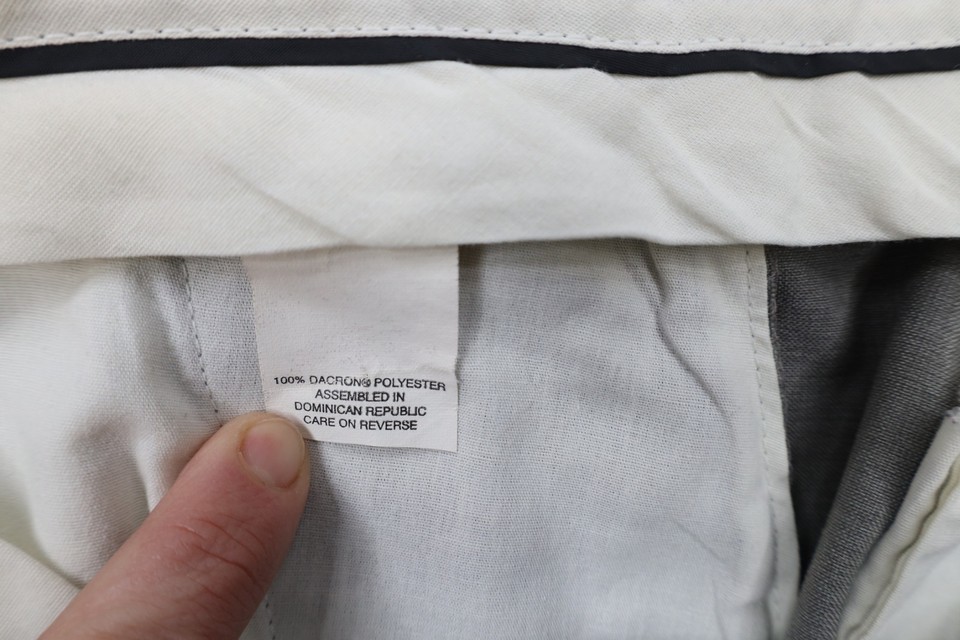 100% DACRON® POLYESTER
ASSEMBLED IN
DOMINICAN REPUBLIC
CARE ON REVERSE